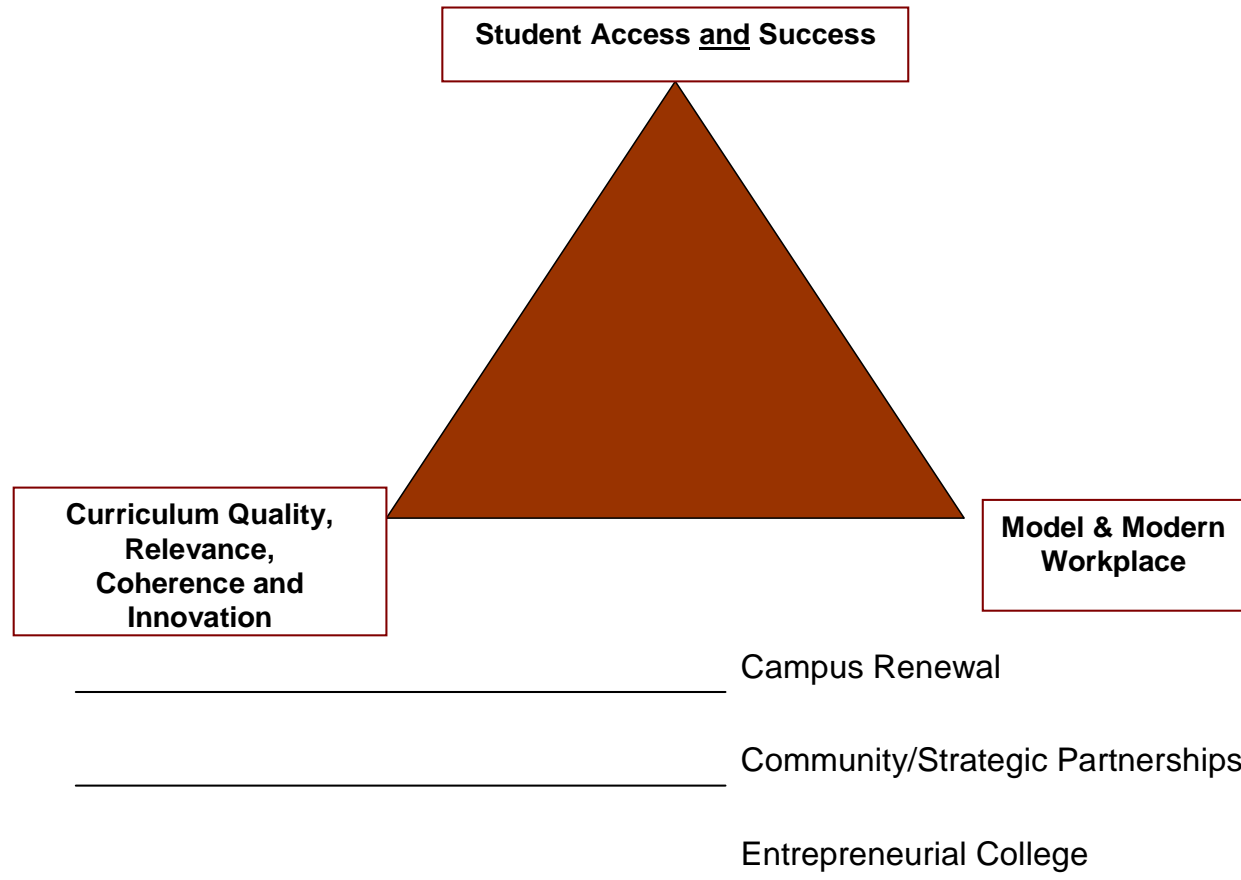 Student Access and Success
Curriculum Quality,
Relevance,
Coherence and
Innovation
Model & Modern
Workplace
Campus Renewal
Community/Strategic Partnerships
Entrepreneurial College